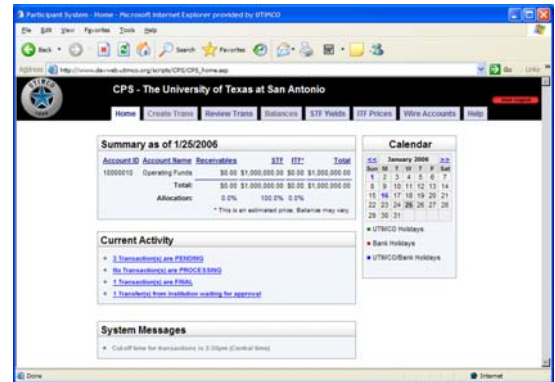 Participant System - Home - Microsoft Internet Explorer provided by UTIMCO
File Edit View Favorites Tools Help
Back Search Favorites
Address http://www.devweb.utimco.org/scripts/CPS/CPS_home.asp Go Links
CPS - The University of Texas at San Antonio
Home Create Trans Review Trans Balances STF Yields ITF Prices Wire Accounts Help
Summary as of 1/25/2006
Account ID Account Name Receivables STF ITF* Total
10000010 Operating Funds $0.00 $1,000,000.00 $0.00 $1,000,000.00
Total: $0.00 $1,000,000.00 $0.00 $1,000,000.00
Allocation: 0.0% 100.0% 0.0%
* This is an estimated price. Balance may vary
Calendar
<< January 2006 >>
Sun M T W T F Sat
1 2 3 4 5 6 7
8 9 10 11 12 13 14
15 16 17 18 19 20 21
22 23 24 25 26 27 28
29 30 31
UTIMCO Holidays
Bank Holidays
UTIMCO/Bank Holidays
Current Activity
3 Transaction(s) are PENDING
No Transaction(s) are PROCESSING
1 Transaction(s) are FINAL
1 Transfer(s) from institution waiting for approval
System Messages
Cut-off time for transactions is 3:30pm (Central time)
Done Internet